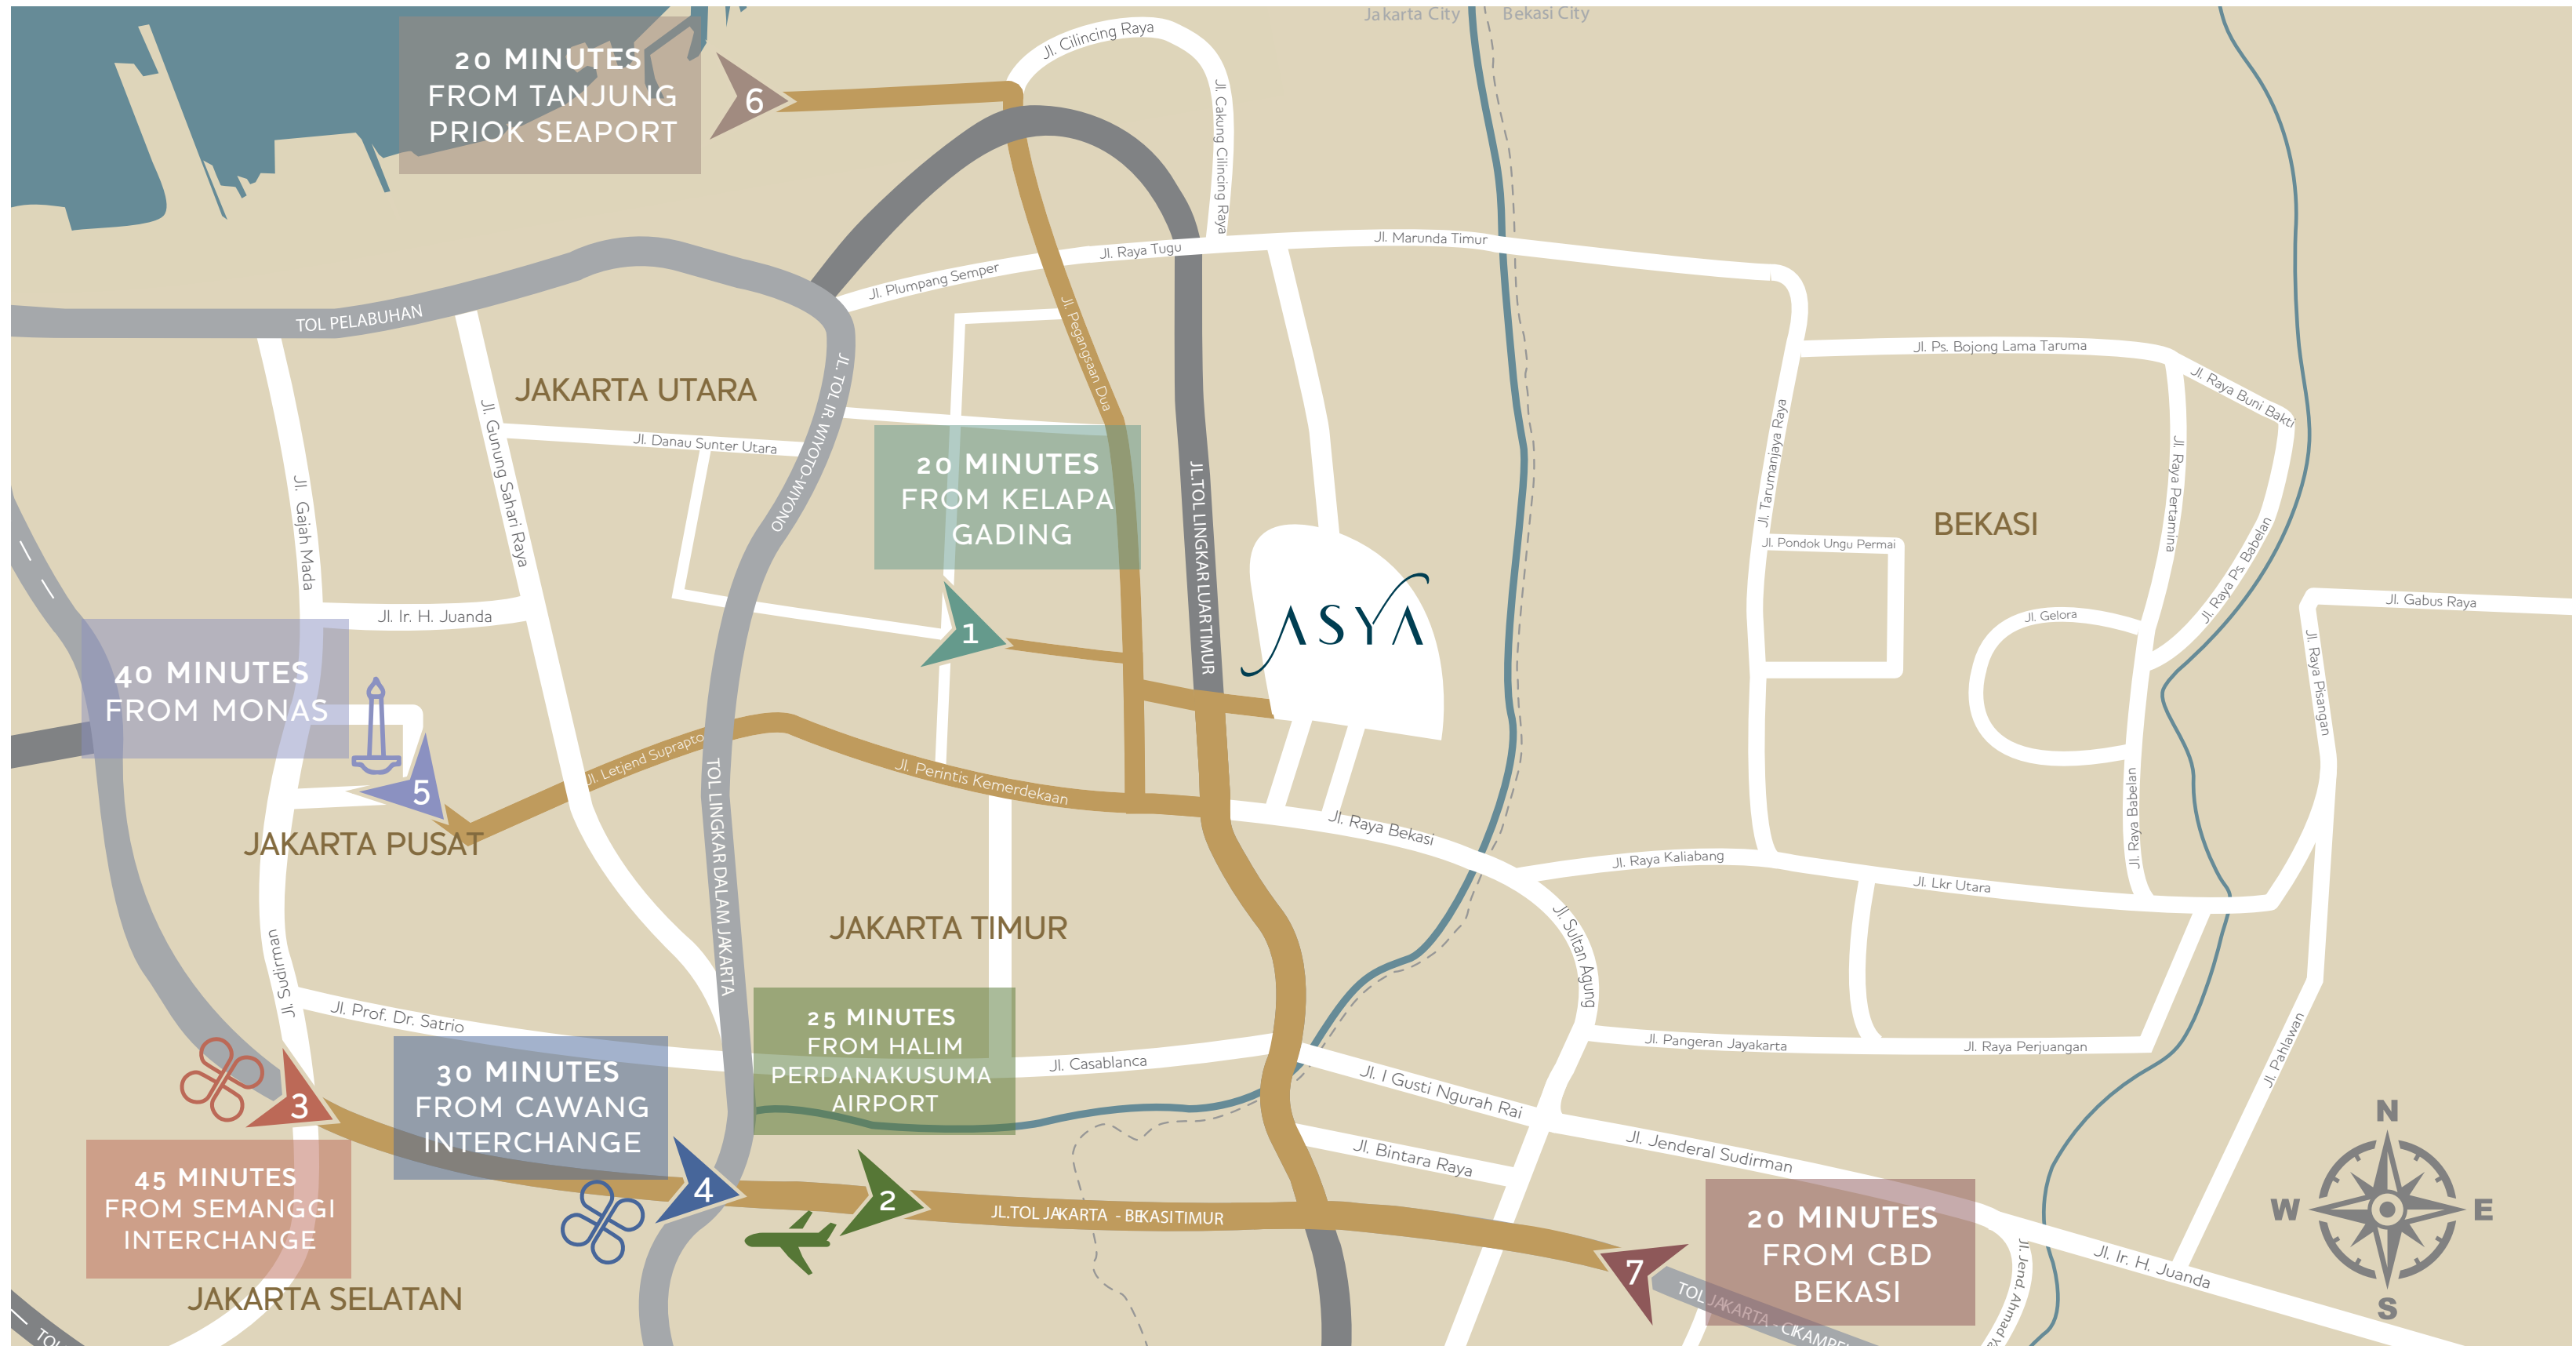 Jakarta City
Bekasi City
20 MINUTES
FROM TANJUNG
PRIOK SEAPORT
6
Jl. Cilincing Raya
Jl. Cakung Cilincing Raya
Jl. Marunda Timur
Jl. Raya Tugu
Jl. Plumpang Semper
TOL PELABUHAN
Jl. Pegangsaan Dua
JL. TOL IR. WIYOTO-WIYONO
JAKARTA UTARA
Jl. Danau Sunter Utara
Jl. Gunung Sahari Raya
Jl. Gajah Mada
Jl. Ir. H. Juanda
20 MINUTES
FROM KELAPA
GADING
1
JL.TOL LINGKAR LUAR TIMUR
ASYA
Jl. Ps. Bojong Lama Taruma
Jl. Raya Buni Bakti
Jl. Tarumanjaya Raya
Jl. Raya Pertamina
BEKASI
Jl. Pondok Ungu Permai
Jl. Raya Ps. Babelan
Jl. Gelora
Jl. Gabus Raya
Jl. Raya Pisangan
40 MINUTES
FROM MONAS
5
Jl. Letjend Suprapto
Jl. Perintis Kemerdekaan
TOL LINGKAR DALAM JAKARTA
JAKARTA PUSAT
Jl. Raya Bekasi
Jl. Raya Kaliabang
Jl. Lkr Utara
Jl. Raya Babelan
JAKARTA TIMUR
Jl. Sultan Agung
Jl. Sudirman
Jl. Prof. Dr. Satrio
25 MINUTES
FROM HALIM
PERDANAKUSUMA
AIRPORT
Jl. Casablanca
Jl. Pangeran Jayakarta
Jl. Raya Perjuangan
Jl. Pahlawan
Jl. I Gusti Ngurah Rai
30 MINUTES
FROM CAWANG
INTERCHANGE
3
4
2
45 MINUTES
FROM SEMANGGI
INTERCHANGE
Jl. Bintara Raya
Jl. Jenderal Sudirman
JL.TOL JAKARTA - BEKASI TIMUR
20 MINUTES
FROM CBD
BEKASI
7
TOL JAKARTA - CIKAMPE
Jl. Jend. Ahmad Ya
Jl. Ir. H. Juanda
JAKARTA SELATAN
TOL
N
W
E
S